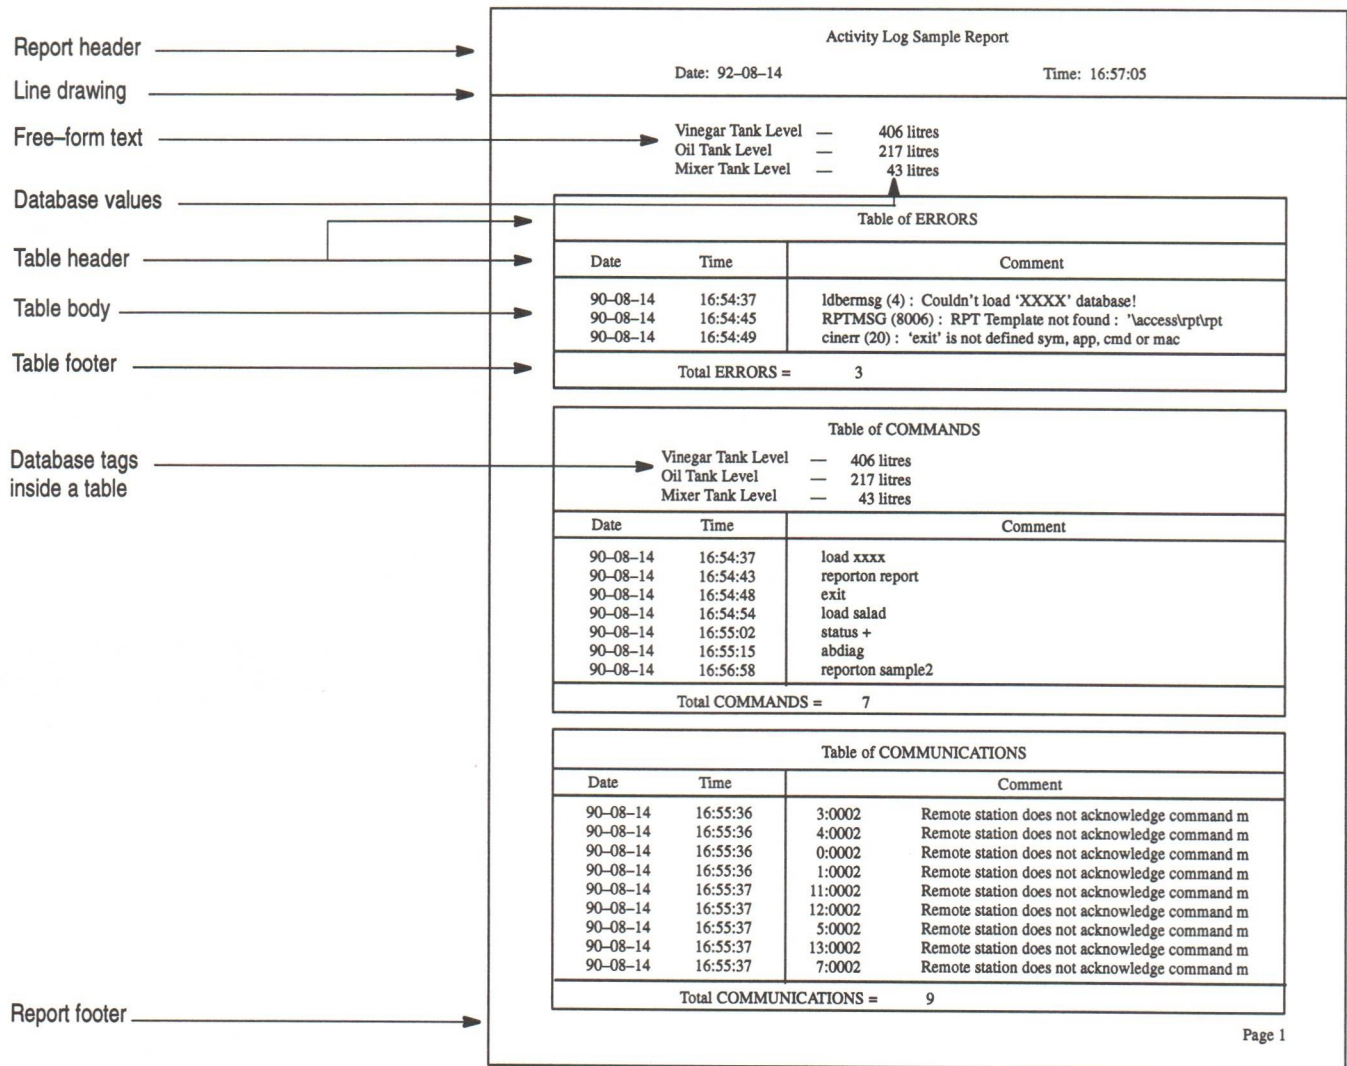 Report header
Line drawing
Free–form text
Database values
Table header
Table body
Table footer
Database tags
inside a table
Report footer
Activity Log Sample Report
Date: 92–08–14 Time: 16:57:05
Vinegar Tank Level — 406 litres
Oil Tank Level — 217 litres
Mixer Tank Level — 43 litres
Table of ERRORS
Date Time Comment
90–08–14 16:54:37 ldbermsg (4) : Couldn't load ‘XXXX’ database!
90–08–14 16:54:45 RPTMSG (8006) : RPT Template not found : '\access\rpt\rpt
90–08–14 16:54:49 cinerr (20) : ‘exit’ is not defined sym, app, cmd or mac
Total ERRORS = 3
Table of COMMANDS
Vinegar Tank Level — 406 litres
Oil Tank Level — 217 litres
Mixer Tank Level — 43 litres
Date Time Comment
90–08–14 16:54:37 load xxxx
90–08–14 16:54:43 reporton report
90–08–14 16:54:48 exit
90–08–14 16:54:54 load salad
90–08–14 16:55:02 status +
90–08–14 16:55:15 abdiag
90–08–14 16:56:58 reporton sample2
Total COMMANDS = 7
Table of COMMUNICATIONS
Date Time Comment
90–08–14 16:55:36 3:0002 Remote station does not acknowledge command m
90–08–14 16:55:36 4:0002 Remote station does not acknowledge command m
90–08–14 16:55:36 0:0002 Remote station does not acknowledge command m
90–08–14 16:55:36 1:0002 Remote station does not acknowledge command m
90–08–14 16:55:37 11:0002 Remote station does not acknowledge command m
90–08–14 16:55:37 12:0002 Remote station does not acknowledge command m
90–08–14 16:55:37 5:0002 Remote station does not acknowledge command m
90–08–14 16:55:37 13:0002 Remote station does not acknowledge command m
90–08–14 16:55:37 7:0002 Remote station does not acknowledge command m
Total COMMUNICATIONS = 9
Page 1